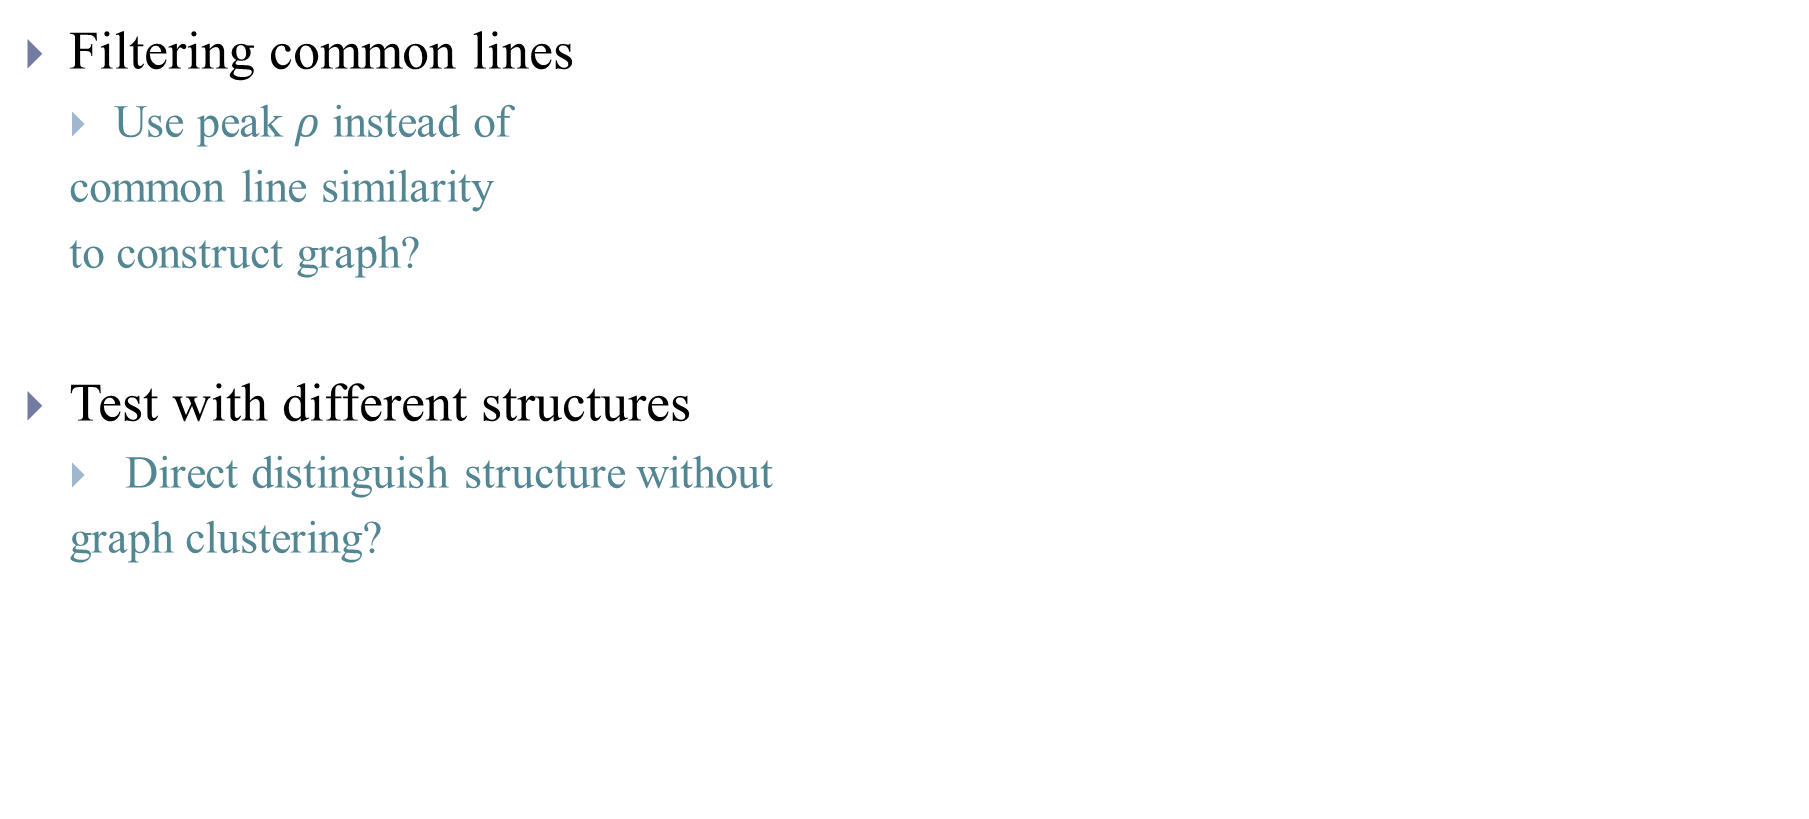 Filtering common lines
Use peak ρ instead of
common line similarity
to construct graph?
Test with different structures
Direct distinguish structure without
graph clustering?